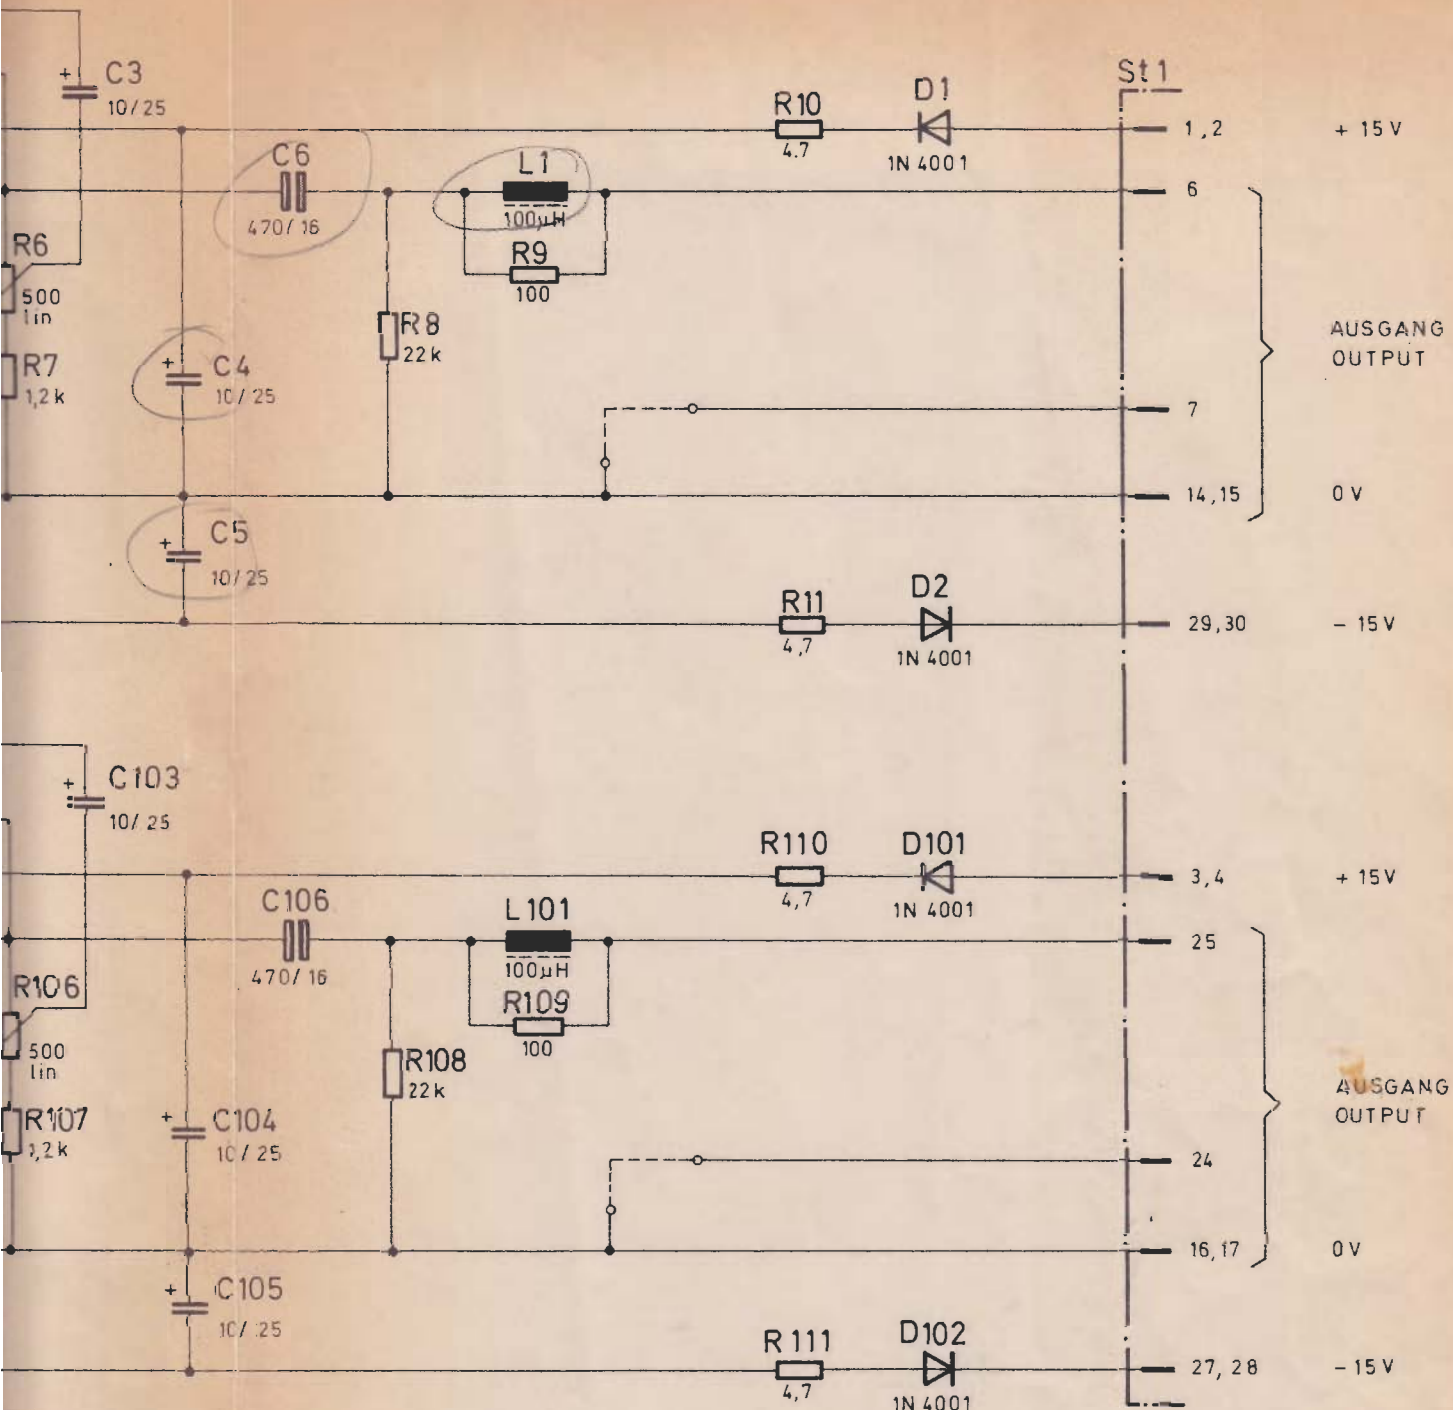 C3
10/25
St 1
R10
4.7
D1
1N 4001
1,2
+ 15 V
C6
470/16
L1
100µH
6
R9
100
R6
500
lin
R8
22k
AUSGANG
OUTPUT
R7
1,2k
C4
10/25
7
14,15
0 V
C5
10/25
R11
4,7
D2
1N 4001
29,30
- 15 V
C103
10/25
R110
4,7
D101
1N 4001
3,4
+ 15 V
C106
470/16
L101
100µH
25
R109
100
R106
500
lin
R108
22k
AUSGANG
OUTPUT
R107
1,2k
C104
10/25
24
16,17
0 V
C105
10/25
R111
4,7
D102
1N 4001
27, 28
- 15 V